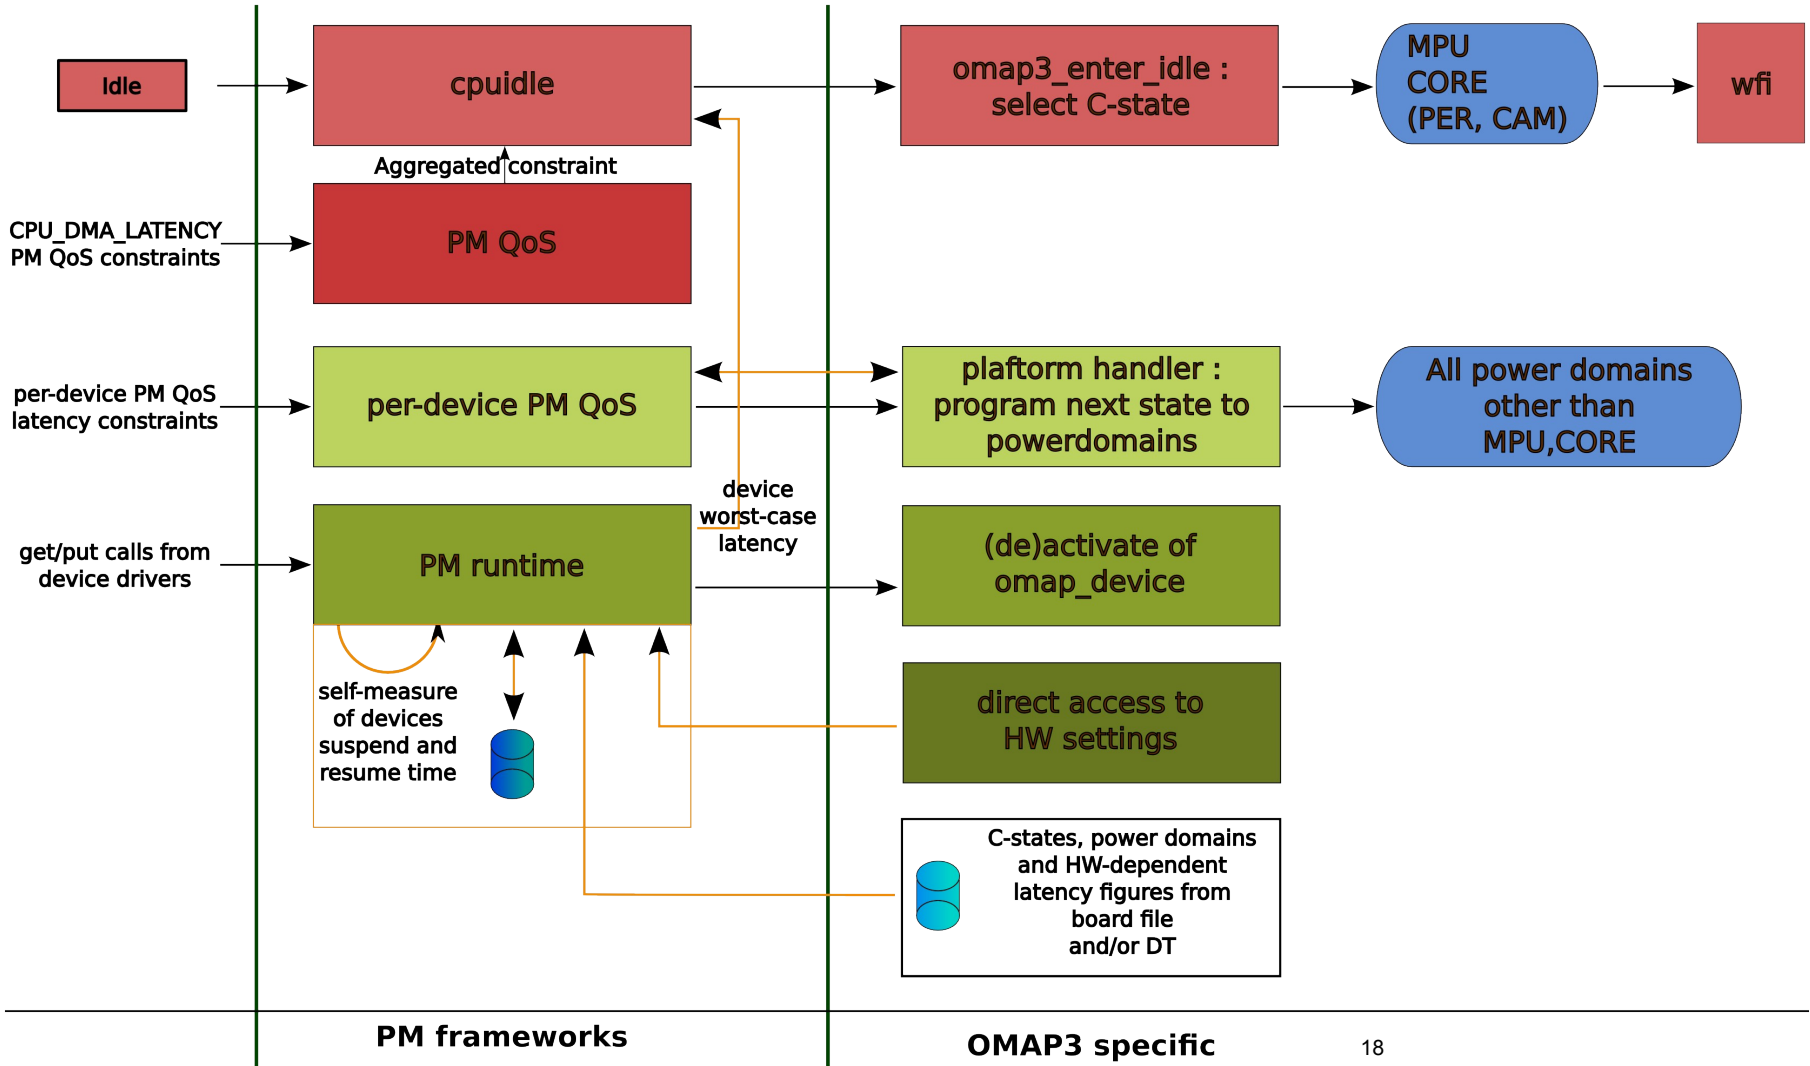 Idle
cpuidle
omap3_enter_idle :
select C-state
MPU
CORE
(PER, CAM)
wfi
Aggregated constraint
CPU_DMA_LATENCY
PM QoS constraints
PM QoS
per-device PM QoS
latency constraints
per-device PM QoS
plaftorm handler :
program next state to
powerdomains
All power domains
other than
MPU,CORE
device
worst-case
latency
get/put calls from
device drivers
PM runtime
(de)activate of
omap_device
self-measure
of devices
suspend and
resume time
direct access to
HW settings
C-states, power domains
and HW-dependent
latency figures from
board file
and/or DT
PM frameworks
OMAP3 specific
18